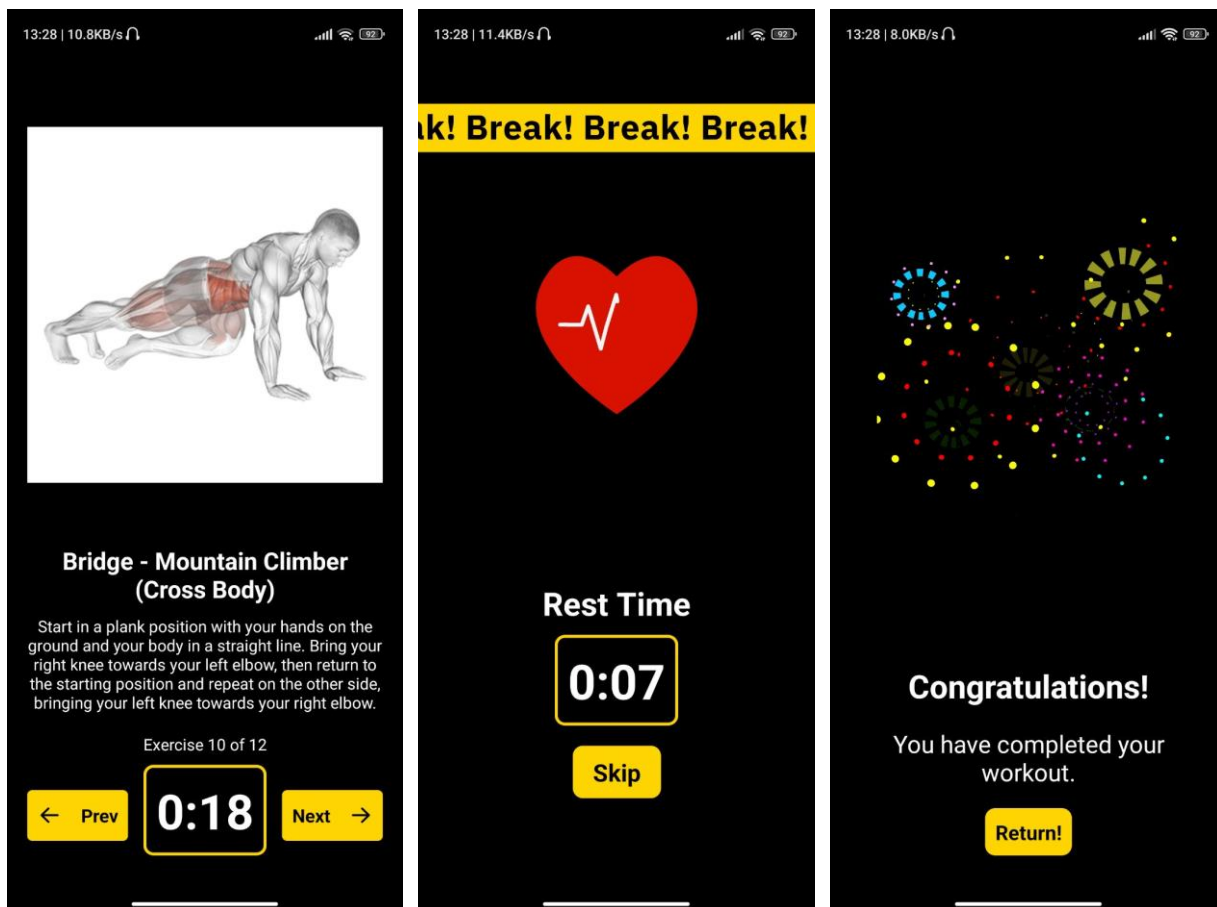 13:28 | 10.8KB/s
92
Bridge - Mountain Climber
(Cross Body)
Start in a plank position with your hands on the
ground and your body in a straight line. Bring your
right knee towards your left elbow, then return to
the starting position and repeat on the other side,
bringing your left knee towards your right elbow.
Exercise 10 of 12
← Prev
0:18
Next →
13:28 | 11.4KB/s
92
ak! Break! Break! Break!
Rest Time
0:07
Skip
13:28 | 8.0KB/s
92
Congratulations!
You have completed your
workout.
Return!